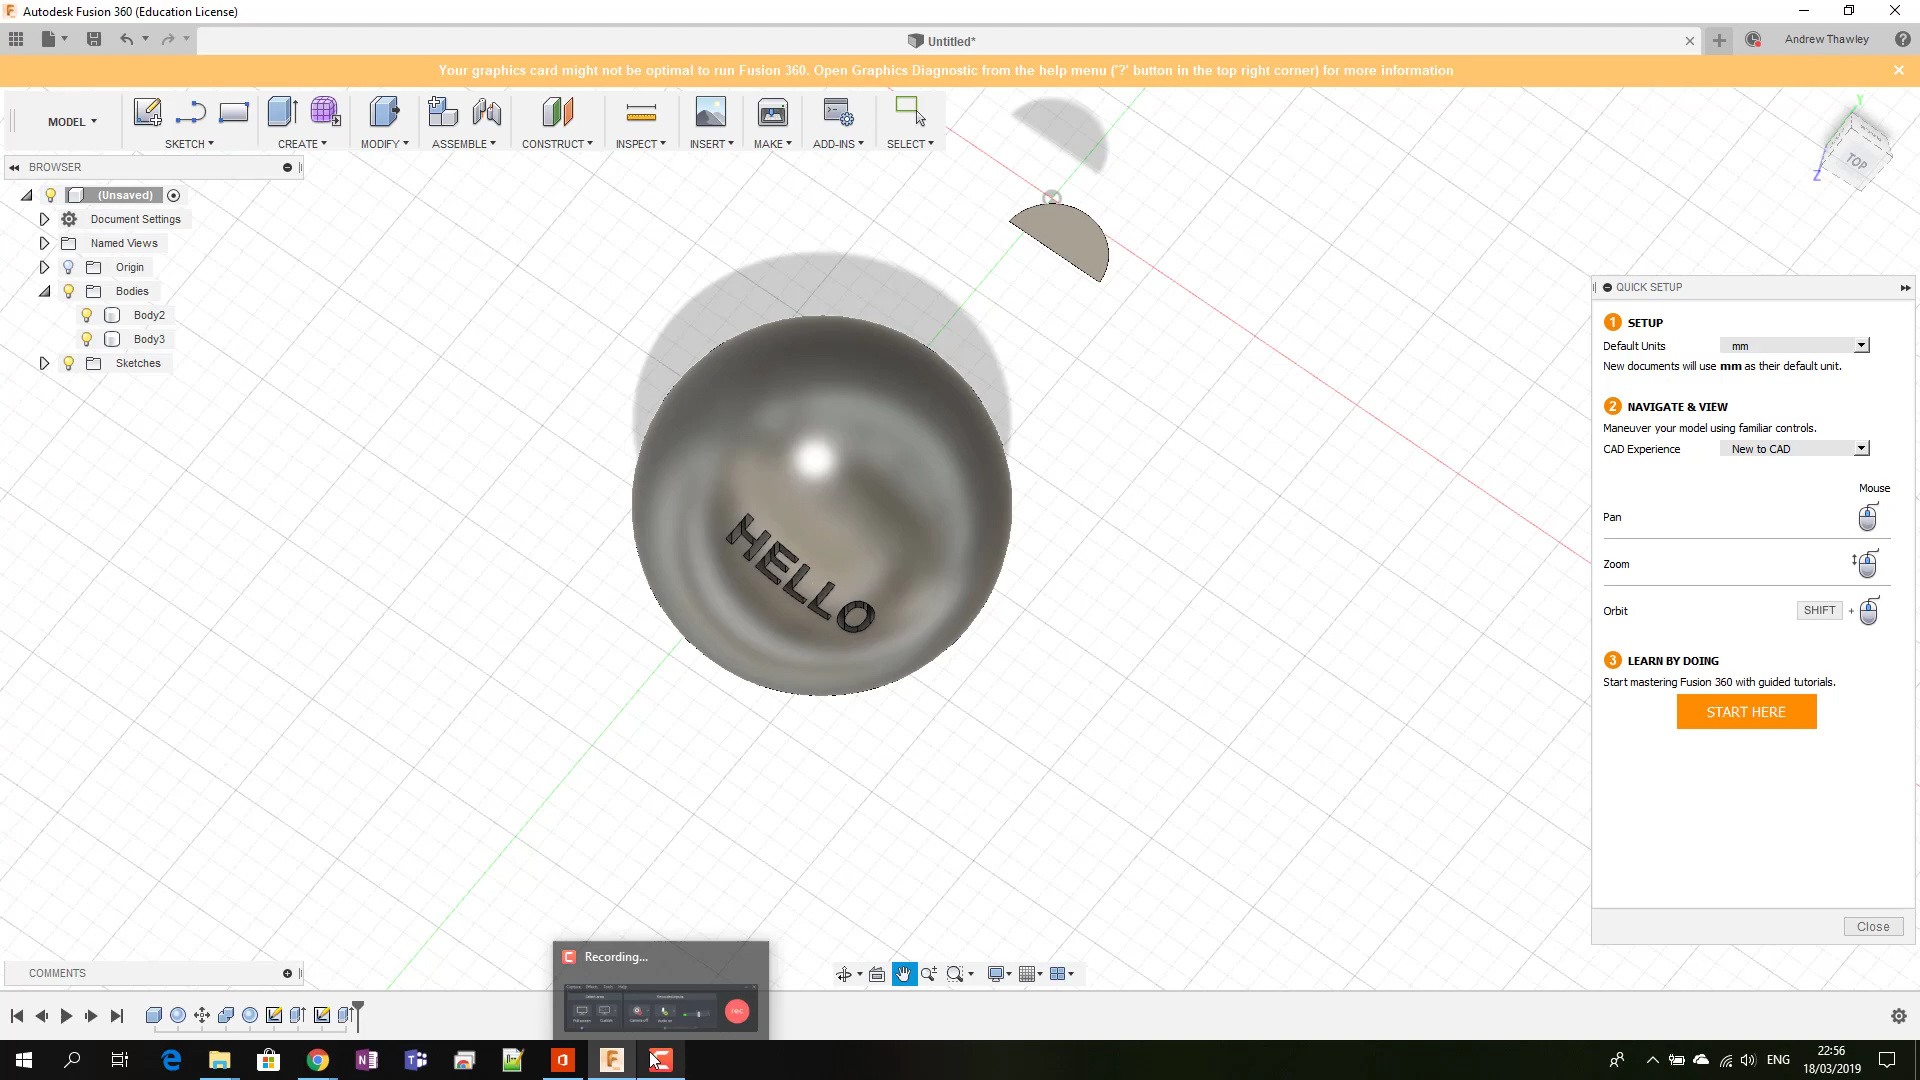 Autodesk Fusion 360 (Education License)
Untitled*
Andrew Thawley
Your graphics card might not be optimal to run Fusion 360. Open Graphics Diagnostic from the help menu ('?' button in the top right corner) for more information
MODEL
SKETCH
CREATE
MODIFY
ASSEMBLE
CONSTRUCT
INSPECT
INSERT
MAKE
ADD-INS
SELECT
BROWSER
(Unsaved)
Document Settings
Named Views
Origin
Bodies
Body2
Body3
Sketches
Y
Z
TOP
HELLO
QUICK SETUP
1 SETUP
Default Units mm
New documents will use mm as their default unit.
2 NAVIGATE & VIEW
Maneuver your model using familiar controls.
CAD Experience New to CAD
Mouse
Pan
Zoom
Orbit SHIFT +
3 LEARN BY DOING
Start mastering Fusion 360 with guided tutorials.
START HERE
Close
COMMENTS
Recording...
rec
ENG
22:56
18/03/2019